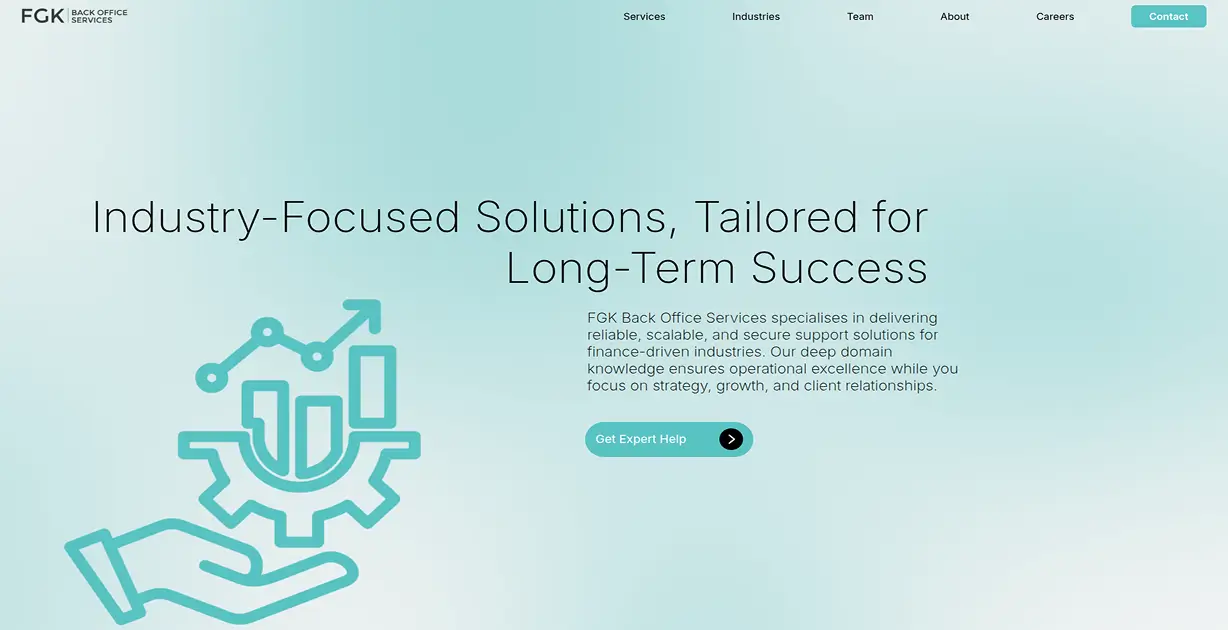 FGK BACK OFFICE
SERVICES
Services Industries Team About Careers Contact
Industry-Focused Solutions, Tailored for
Long-Term Success
FGK Back Office Services specialises in delivering
reliable, scalable, and secure support solutions for
finance-driven industries. Our deep domain
knowledge ensures operational excellence while you
focus on strategy, growth, and client relationships.
Get Expert Help